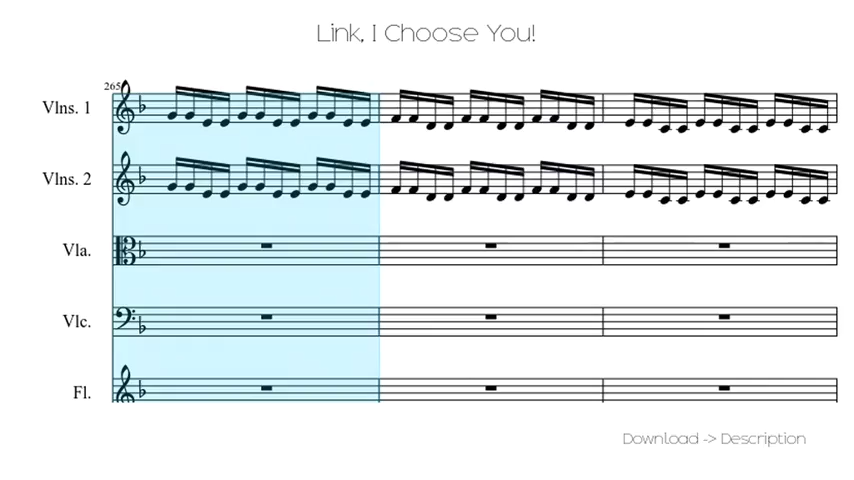 Link, I Choose You!
265
Vlns. 1
Vlns. 2
Vla.
Vlc.
Fl.
Download -> Description